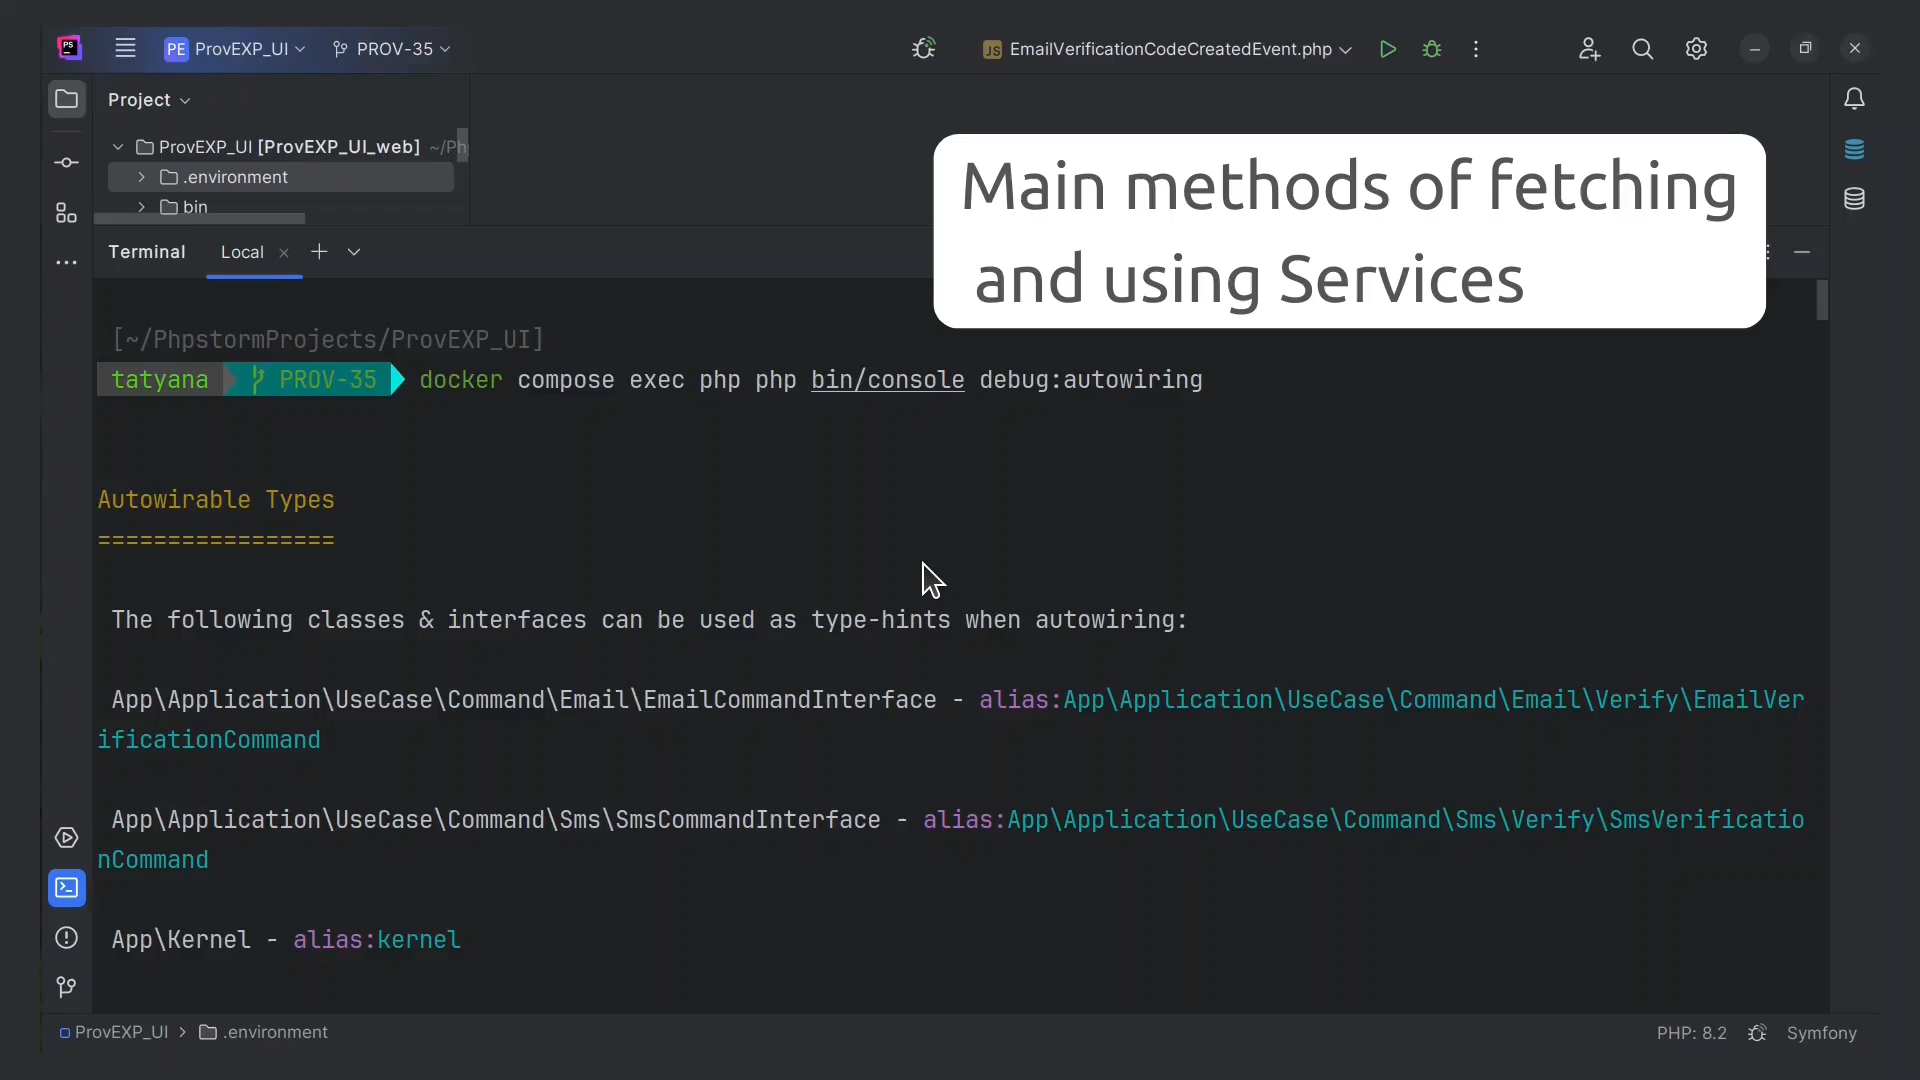 PS
PE ProvEXP_UI PROV-35 JS EmailVerificationCodeCreatedEvent.php
Project
ProvEXP_UI [ProvEXP_UI_web] ~/Ph
.environment
bin
Main methods of fetching
and using Services
Terminal Local
[~/PhpstormProjects/ProvEXP_UI]
tatyana PROV-35 docker compose exec php php bin/console debug:autowiring
Autowirable Types
=================
The following classes & interfaces can be used as type-hints when autowiring:
App\Application\UseCase\Command\Email\EmailCommandInterface - alias:App\Application\UseCase\Command\Email\Verify\EmailVer
ificationCommand
App\Application\UseCase\Command\Sms\SmsCommandInterface - alias:App\Application\UseCase\Command\Sms\Verify\SmsVerificatio
nCommand
App\Kernel - alias:kernel
ProvEXP_UI > .environment PHP: 8.2 Symfony